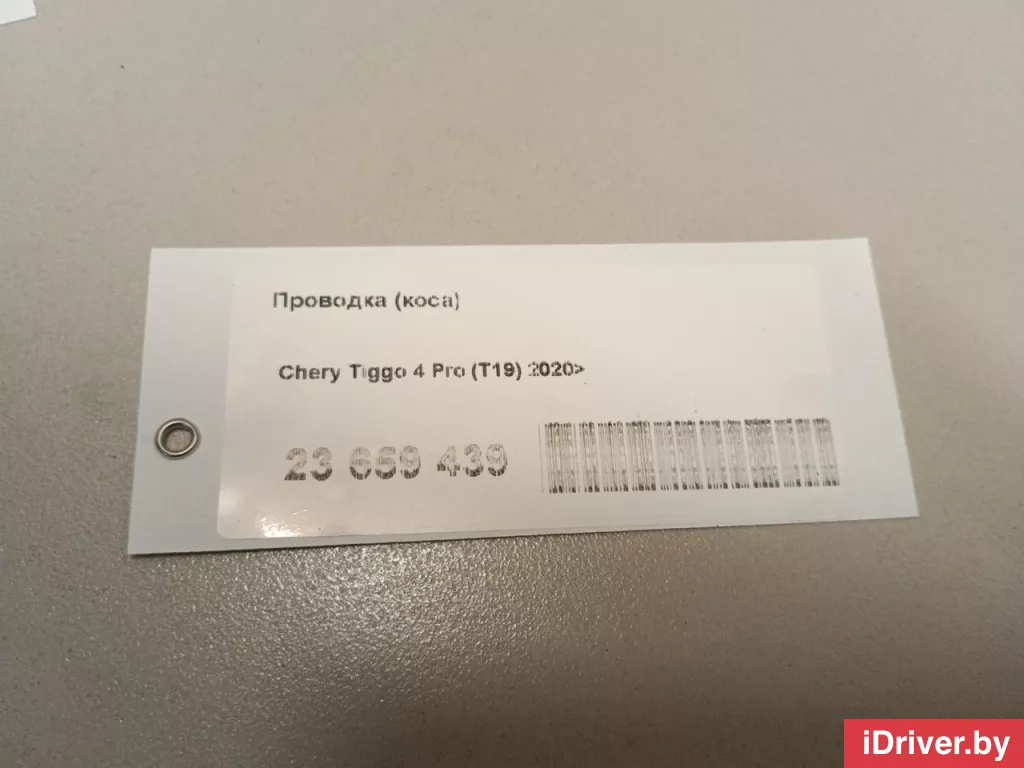 Проводка (коса)
Chery Tiggo 4 Pro (T19) 2020>
23 659 439
iDriver.by